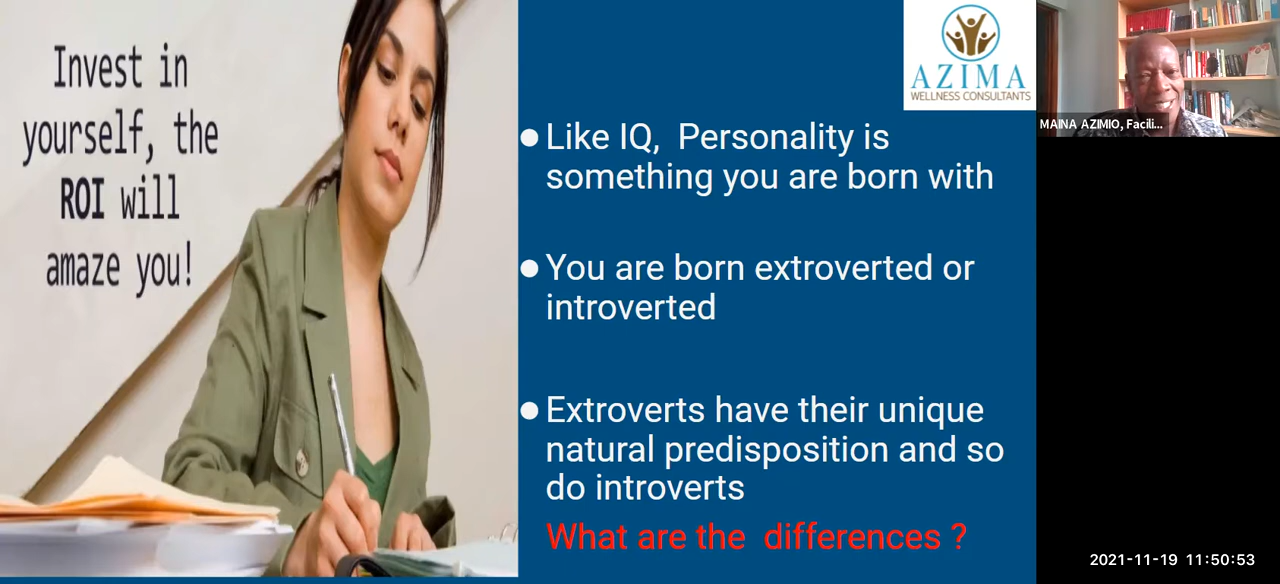 Invest in
yourself, the
ROI will
amaze you!
AZIMA
WELLNESS CONSULTANTS
MAINA AZIMIO, Facili...
● Like IQ,  Personality is
something you are born with
● You are born extroverted or
introverted
● Extroverts have their unique
natural predisposition and so
do introverts
What are the  differences ?
2021-11-19 11:50:53